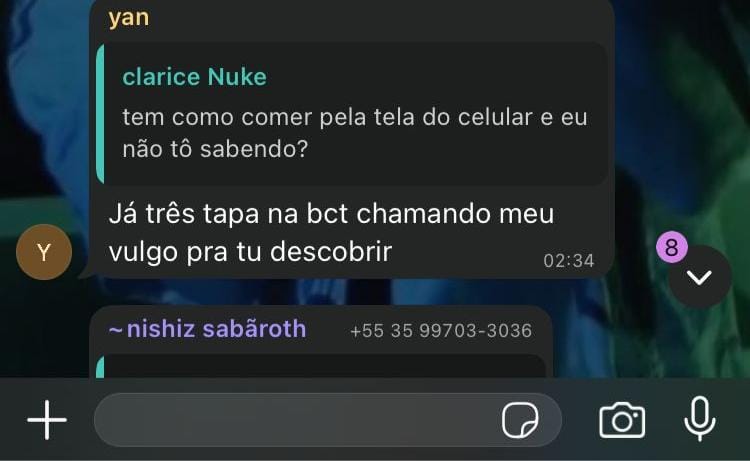 yan
clarice Nuke
tem como comer pela tela do celular e eu
não tô sabendo?
Já três tapa na bct chamando meu
vulgo pra tu descobrir
02:34
Y
8
~nishiz sabãroth +55 35 99703-3036